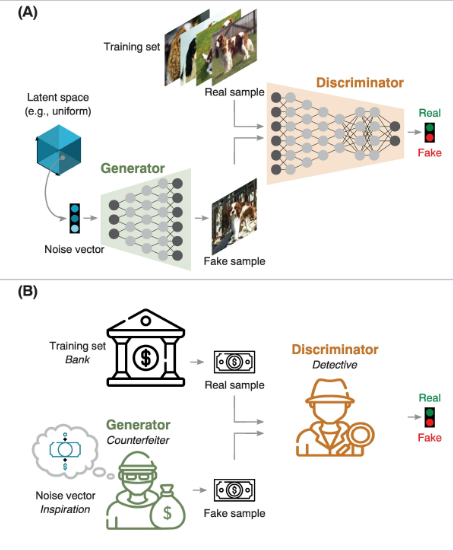 (A)
Training set
Real sample
Discriminator
Latent space
(e.g., uniform)
Real
Fake
Generator
Noise vector
Fake sample
(B)
Training set
Bank
$
Real sample
Discriminator
Detective
Real
Fake
Generator
Counterfeiter
$
$
Noise vector
Inspiration
$
Fake sample